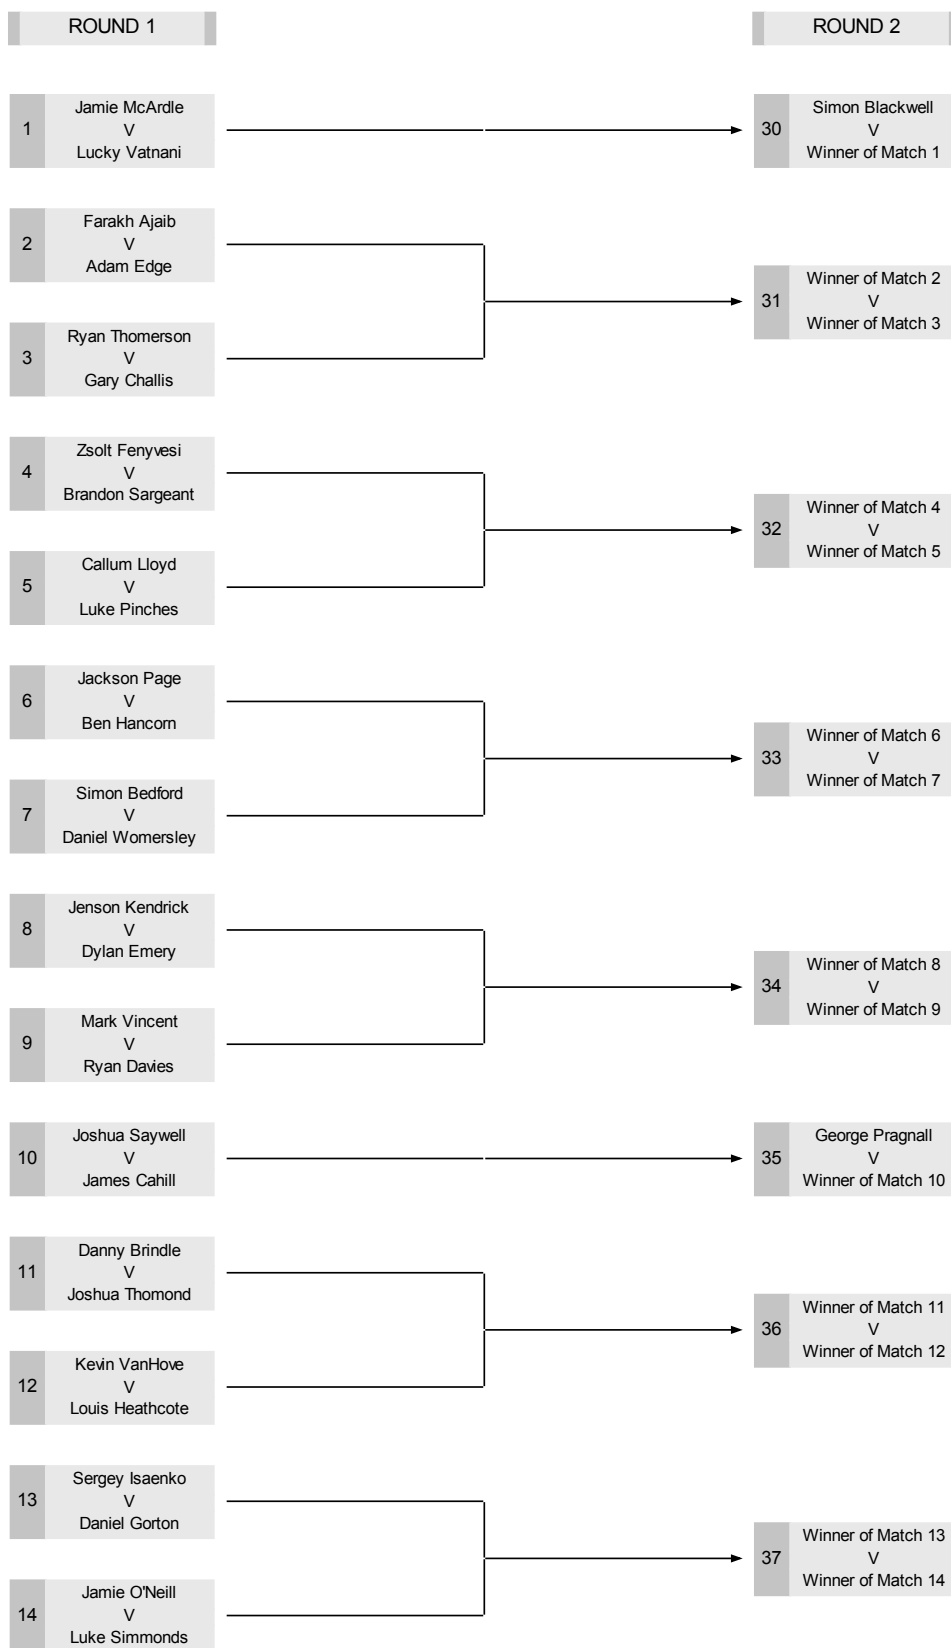 ROUND 1
ROUND 2
1
Jamie McArdle
V
Lucky Vatnani
30
Simon Blackwell
V
Winner of Match 1
2
Farakh Ajaib
V
Adam Edge
31
Winner of Match 2
V
Winner of Match 3
3
Ryan Thomerson
V
Gary Challis
4
Zsolt Fenyvesi
V
Brandon Sargeant
32
Winner of Match 4
V
Winner of Match 5
5
Callum Lloyd
V
Luke Pinches
6
Jackson Page
V
Ben Hancorn
33
Winner of Match 6
V
Winner of Match 7
7
Simon Bedford
V
Daniel Womersley
8
Jenson Kendrick
V
Dylan Emery
34
Winner of Match 8
V
Winner of Match 9
9
Mark Vincent
V
Ryan Davies
10
Joshua Saywell
V
James Cahill
35
George Pragnall
V
Winner of Match 10
11
Danny Brindle
V
Joshua Thomond
36
Winner of Match 11
V
Winner of Match 12
12
Kevin VanHove
V
Louis Heathcote
13
Sergey Isaenko
V
Daniel Gorton
37
Winner of Match 13
V
Winner of Match 14
14
Jamie O'Neill
V
Luke Simmonds